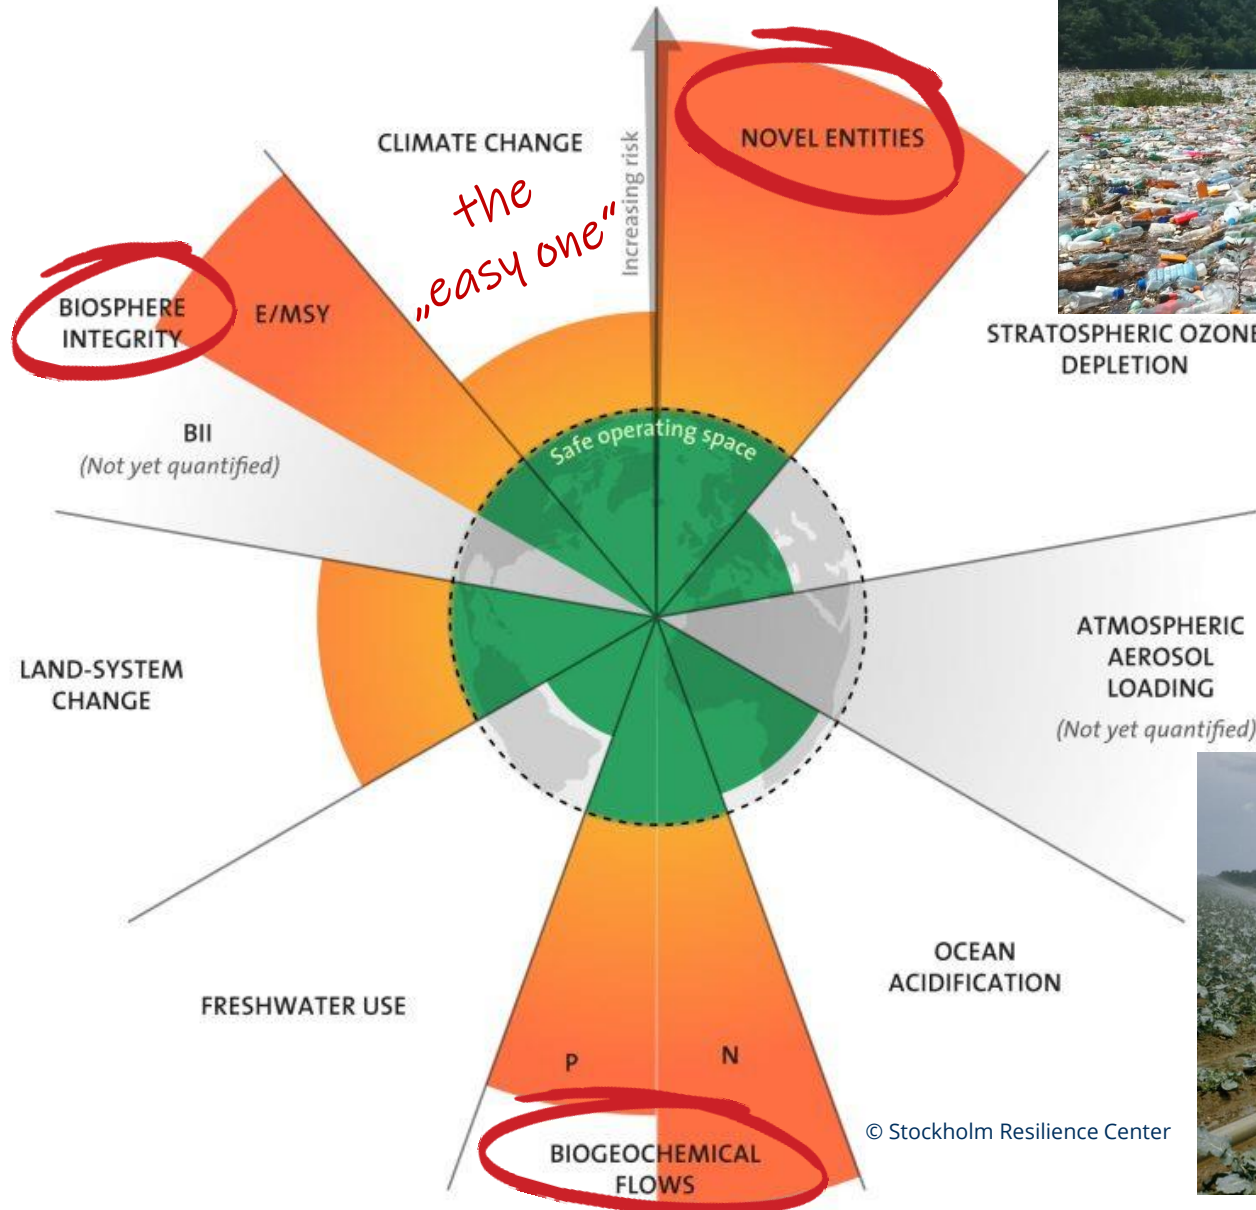 CLIMATE CHANGE
the
„easy one“
Increasing risk
NOVEL ENTITIES
BIOSPHERE
INTEGRITY
E/MSY
STRATOSPHERIC OZONE
DEPLETION
BII
(Not yet quantified)
Safe operating space
LAND-SYSTEM
CHANGE
ATMOSPHERIC
AEROSOL
LOADING
(Not yet quantified)
FRESHWATER USE
OCEAN
ACIDIFICATION
P
N
BIOGEOCHEMICAL
FLOWS
© Stockholm Resilience Center